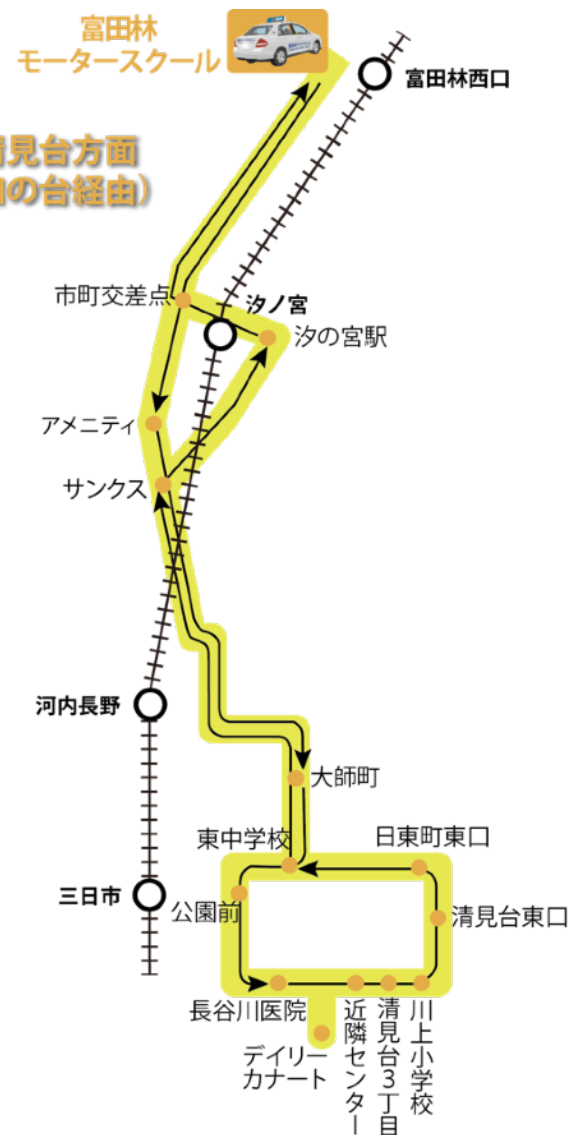 富田林
モータースクール
富田林西口
見台方面
の台経由)
市町交差点
汐ノ宮
汐の宮駅
アメニティ
サンクス
河内長野
大師町
東中学校
日東町東口
三日市
公園前
清見台東口
長谷川医院
デイリー
カナート
近隣センター
清見台3丁目
川上小学校